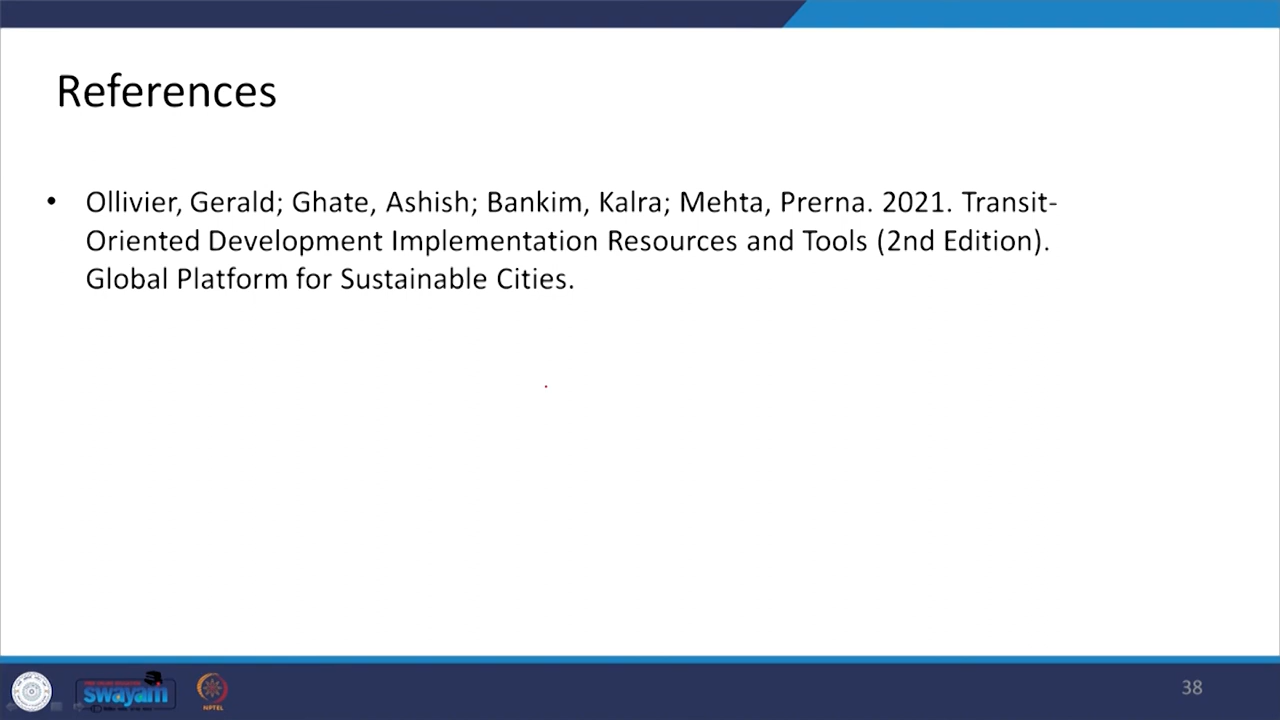 References
• Ollivier, Gerald; Ghate, Ashish; Bankim, Kalra; Mehta, Prerna. 2021. Transit-
Oriented Development Implementation Resources and Tools (2nd Edition).
Global Platform for Sustainable Cities.
swayam
NPTEL
38